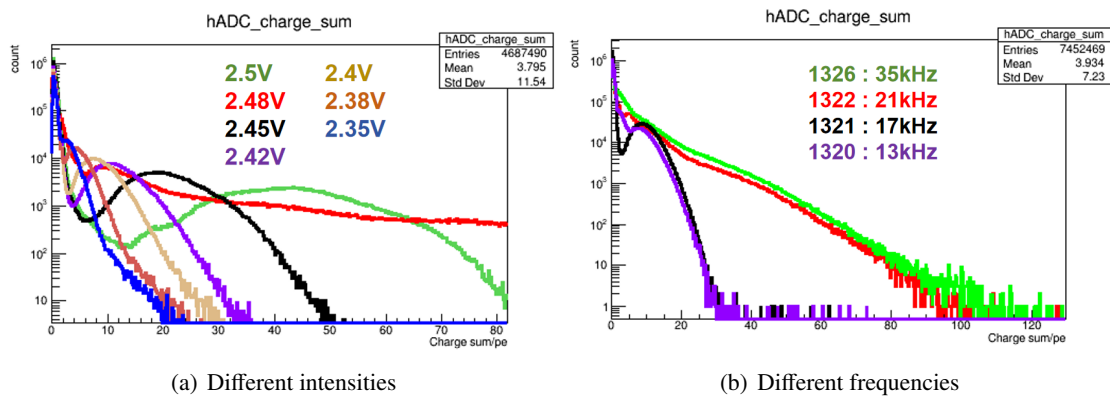 hADC_charge_sum
hADC_charge_sum
Entries 4687490
Mean 3.795
Std Dev 11.54
count
10⁶
10⁵
10⁴
10³
10²
10
2.5V 2.4V
2.48V 2.38V
2.45V 2.35V
2.42V
0 10 20 30 40 50 60 70 80
Charge sum/pe
(a) Different intensities
hADC_charge_sum
hADC_charge_sum
Entries 7452469
Mean 3.934
Std Dev 7.23
count
10⁶
10⁵
10⁴
10³
10²
10
1
1326 : 35kHz
1322 : 21kHz
1321 : 17kHz
1320 : 13kHz
0 20 40 60 80 100 120
Charge sum/pe
(b) Different frequencies